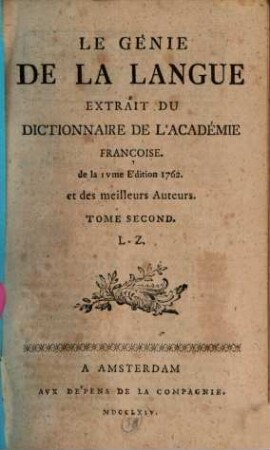 LE GÉNIE
DE LA LANGUE
EXTRAIT DU
DICTIONNAIRE DE L'ACADÉMIE
FRANCOISE.
de la IVme Edition 1762.
et des meilleurs Auteurs.
TOME SECOND.
L-Z.
A AMSTERDAM
AUX DÉPENS DE LA COMPAGNIE.
MDCCLXIV.